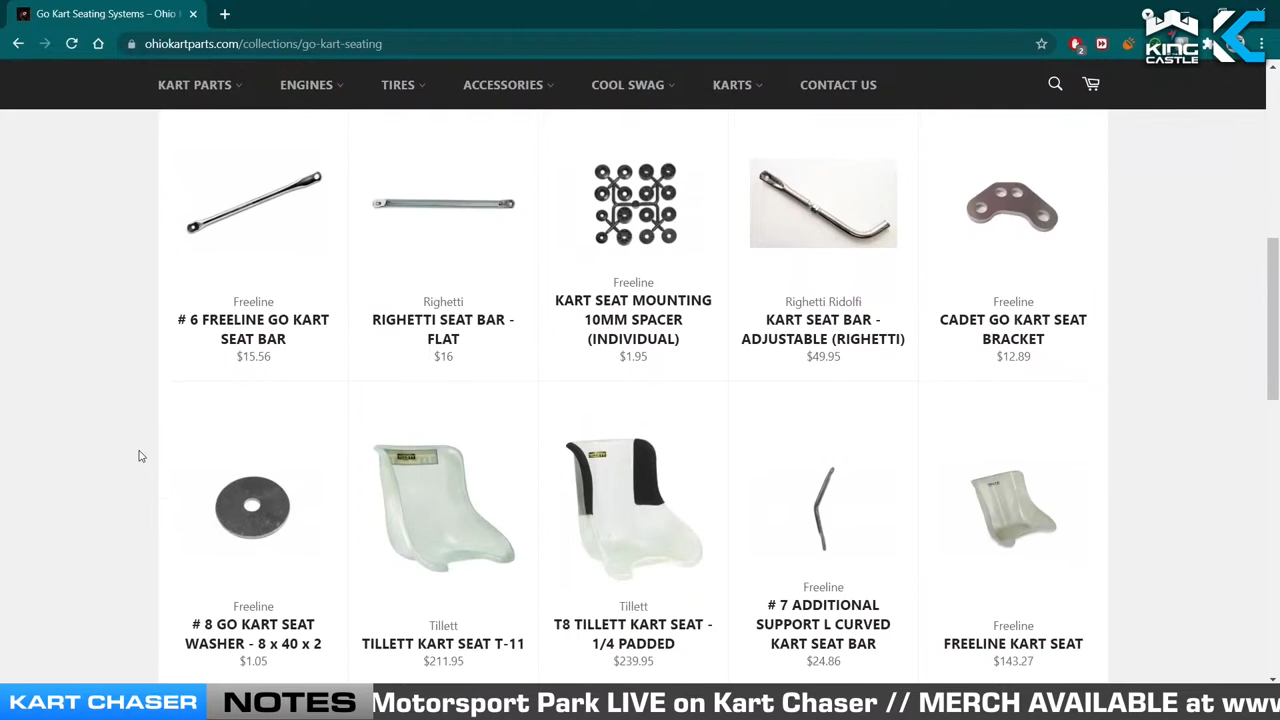 Go Kart Seating Systems – Ohio
KING CASTLE KC
ohiokartparts.com/collections/go-kart-seating
2
KART PARTS ENGINES TIRES ACCESSORIES COOL SWAG KARTS CONTACT US
Freeline
# 6 FREELINE GO KART
SEAT BAR
$15.56
Righetti
RIGHETTI SEAT BAR -
FLAT
$16
Freeline
KART SEAT MOUNTING
10MM SPACER
(INDIVIDUAL)
$1.95
Righetti Ridolfi
KART SEAT BAR -
ADJUSTABLE (RIGHETTI)
$49.95
Freeline
CADET GO KART SEAT
BRACKET
$12.89
Freeline
# 8 GO KART SEAT
WASHER - 8 x 40 x 2
$1.05
Tillett
TILLETT KART SEAT T-11
$211.95
Tillett
T8 TILLETT KART SEAT -
1/4 PADDED
$239.95
Freeline
# 7 ADDITIONAL
SUPPORT L CURVED
KART SEAT BAR
$24.86
Freeline
FREELINE KART SEAT
$143.27
KART CHASER NOTES Motorsport Park LIVE on Kart Chaser // MERCH AVAILABLE at www